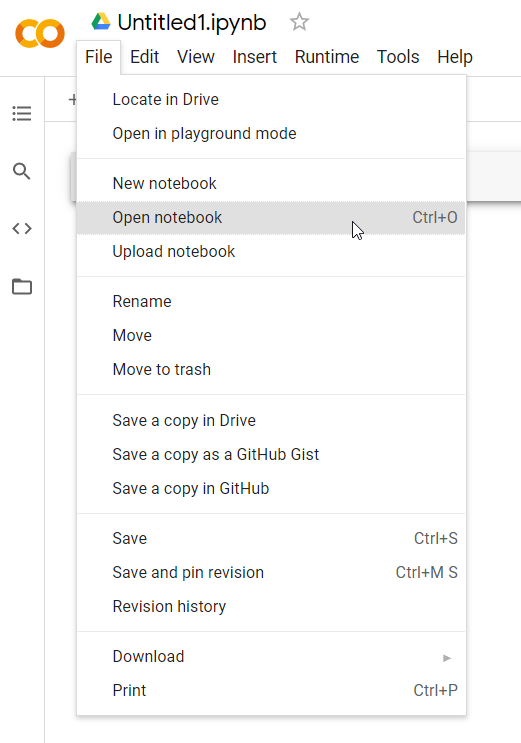 Untitled1.ipynb
File Edit View Insert Runtime Tools Help
Locate in Drive
Open in playground mode
New notebook
Open notebook Ctrl+O
Upload notebook
Rename
Move
Move to trash
Save a copy in Drive
Save a copy as a GitHub Gist
Save a copy in GitHub
Save Ctrl+S
Save and pin revision Ctrl+M S
Revision history
Download
Print Ctrl+P